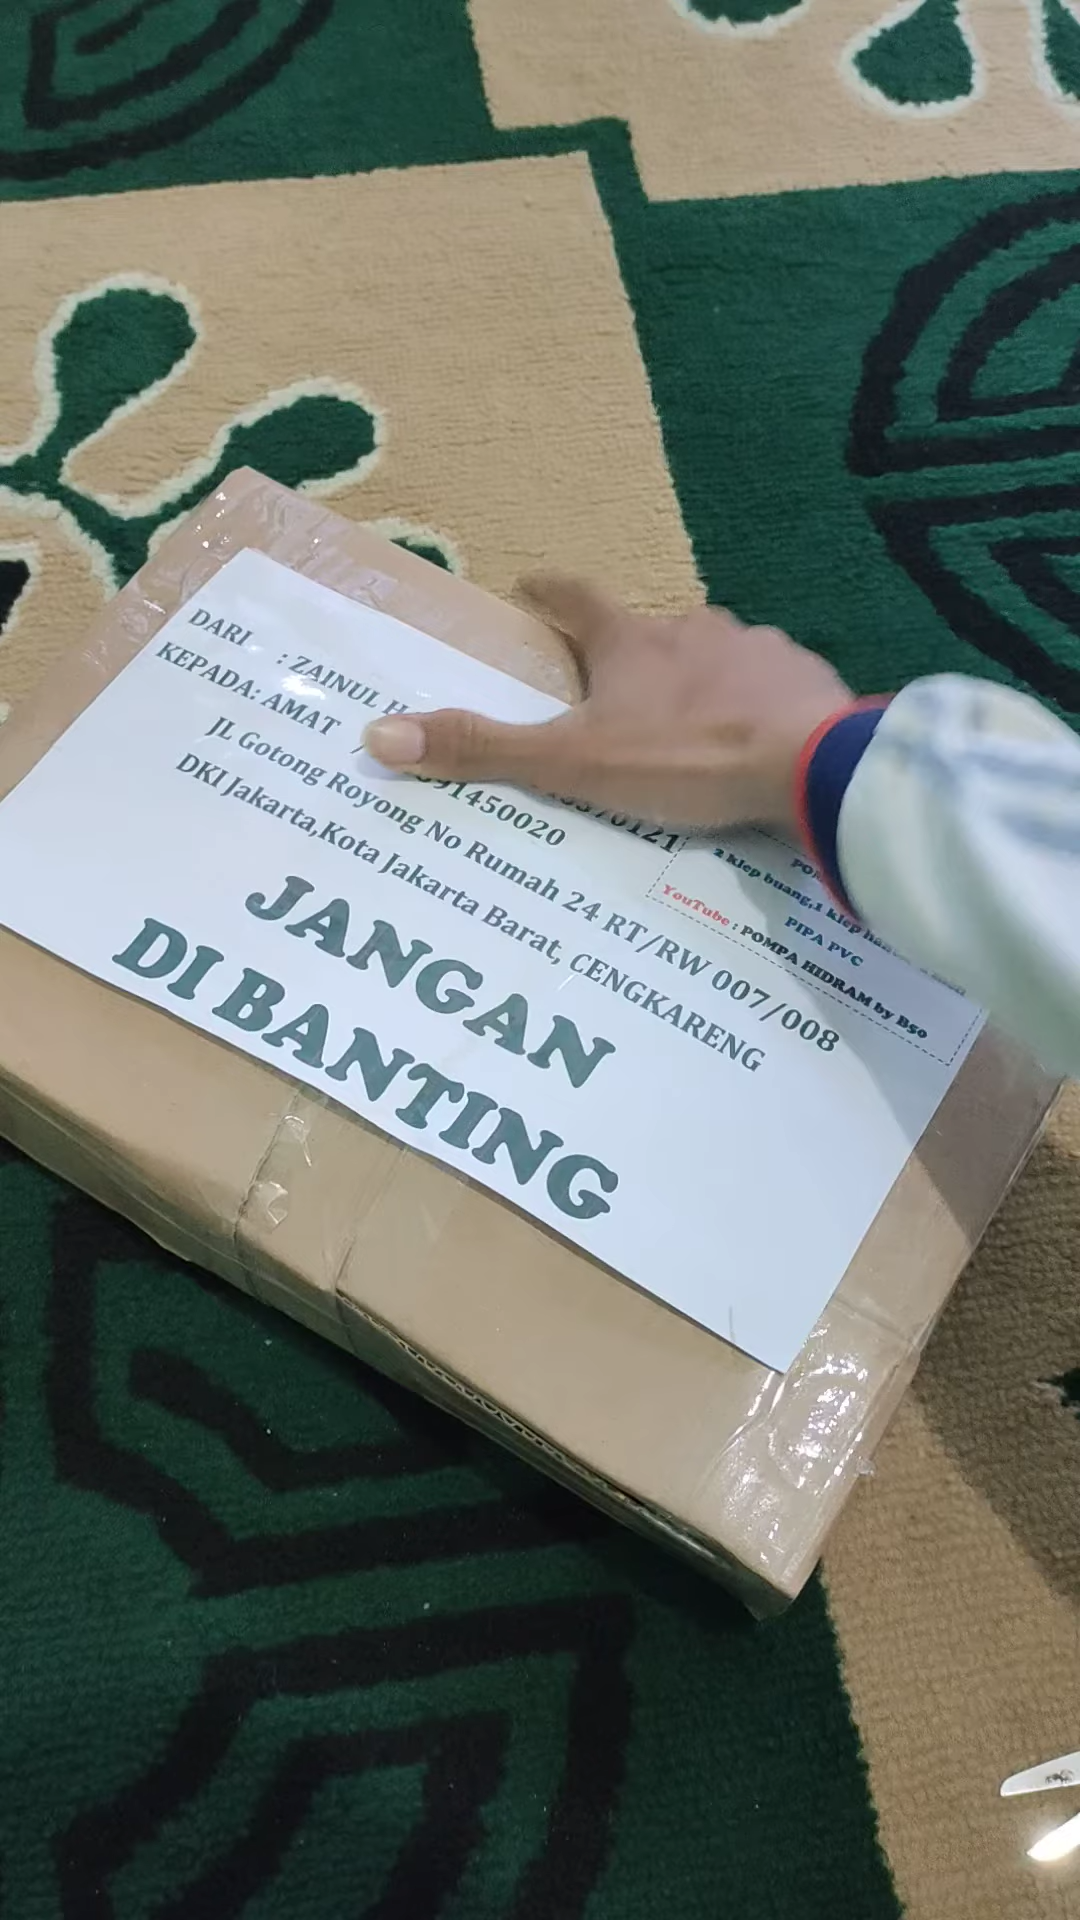 DARI : ZAINUL
KEPADA: AMAT /
JL Gotong Royong No Rumah 24 RT/RW 007/008
DKI Jakarta,Kota Jakarta Barat, CENGKARENG
JANGAN
DI BANTING
2 klep buang,1 klep
PIPA PVC
YouTube : POMPA HIDRAM by Bso